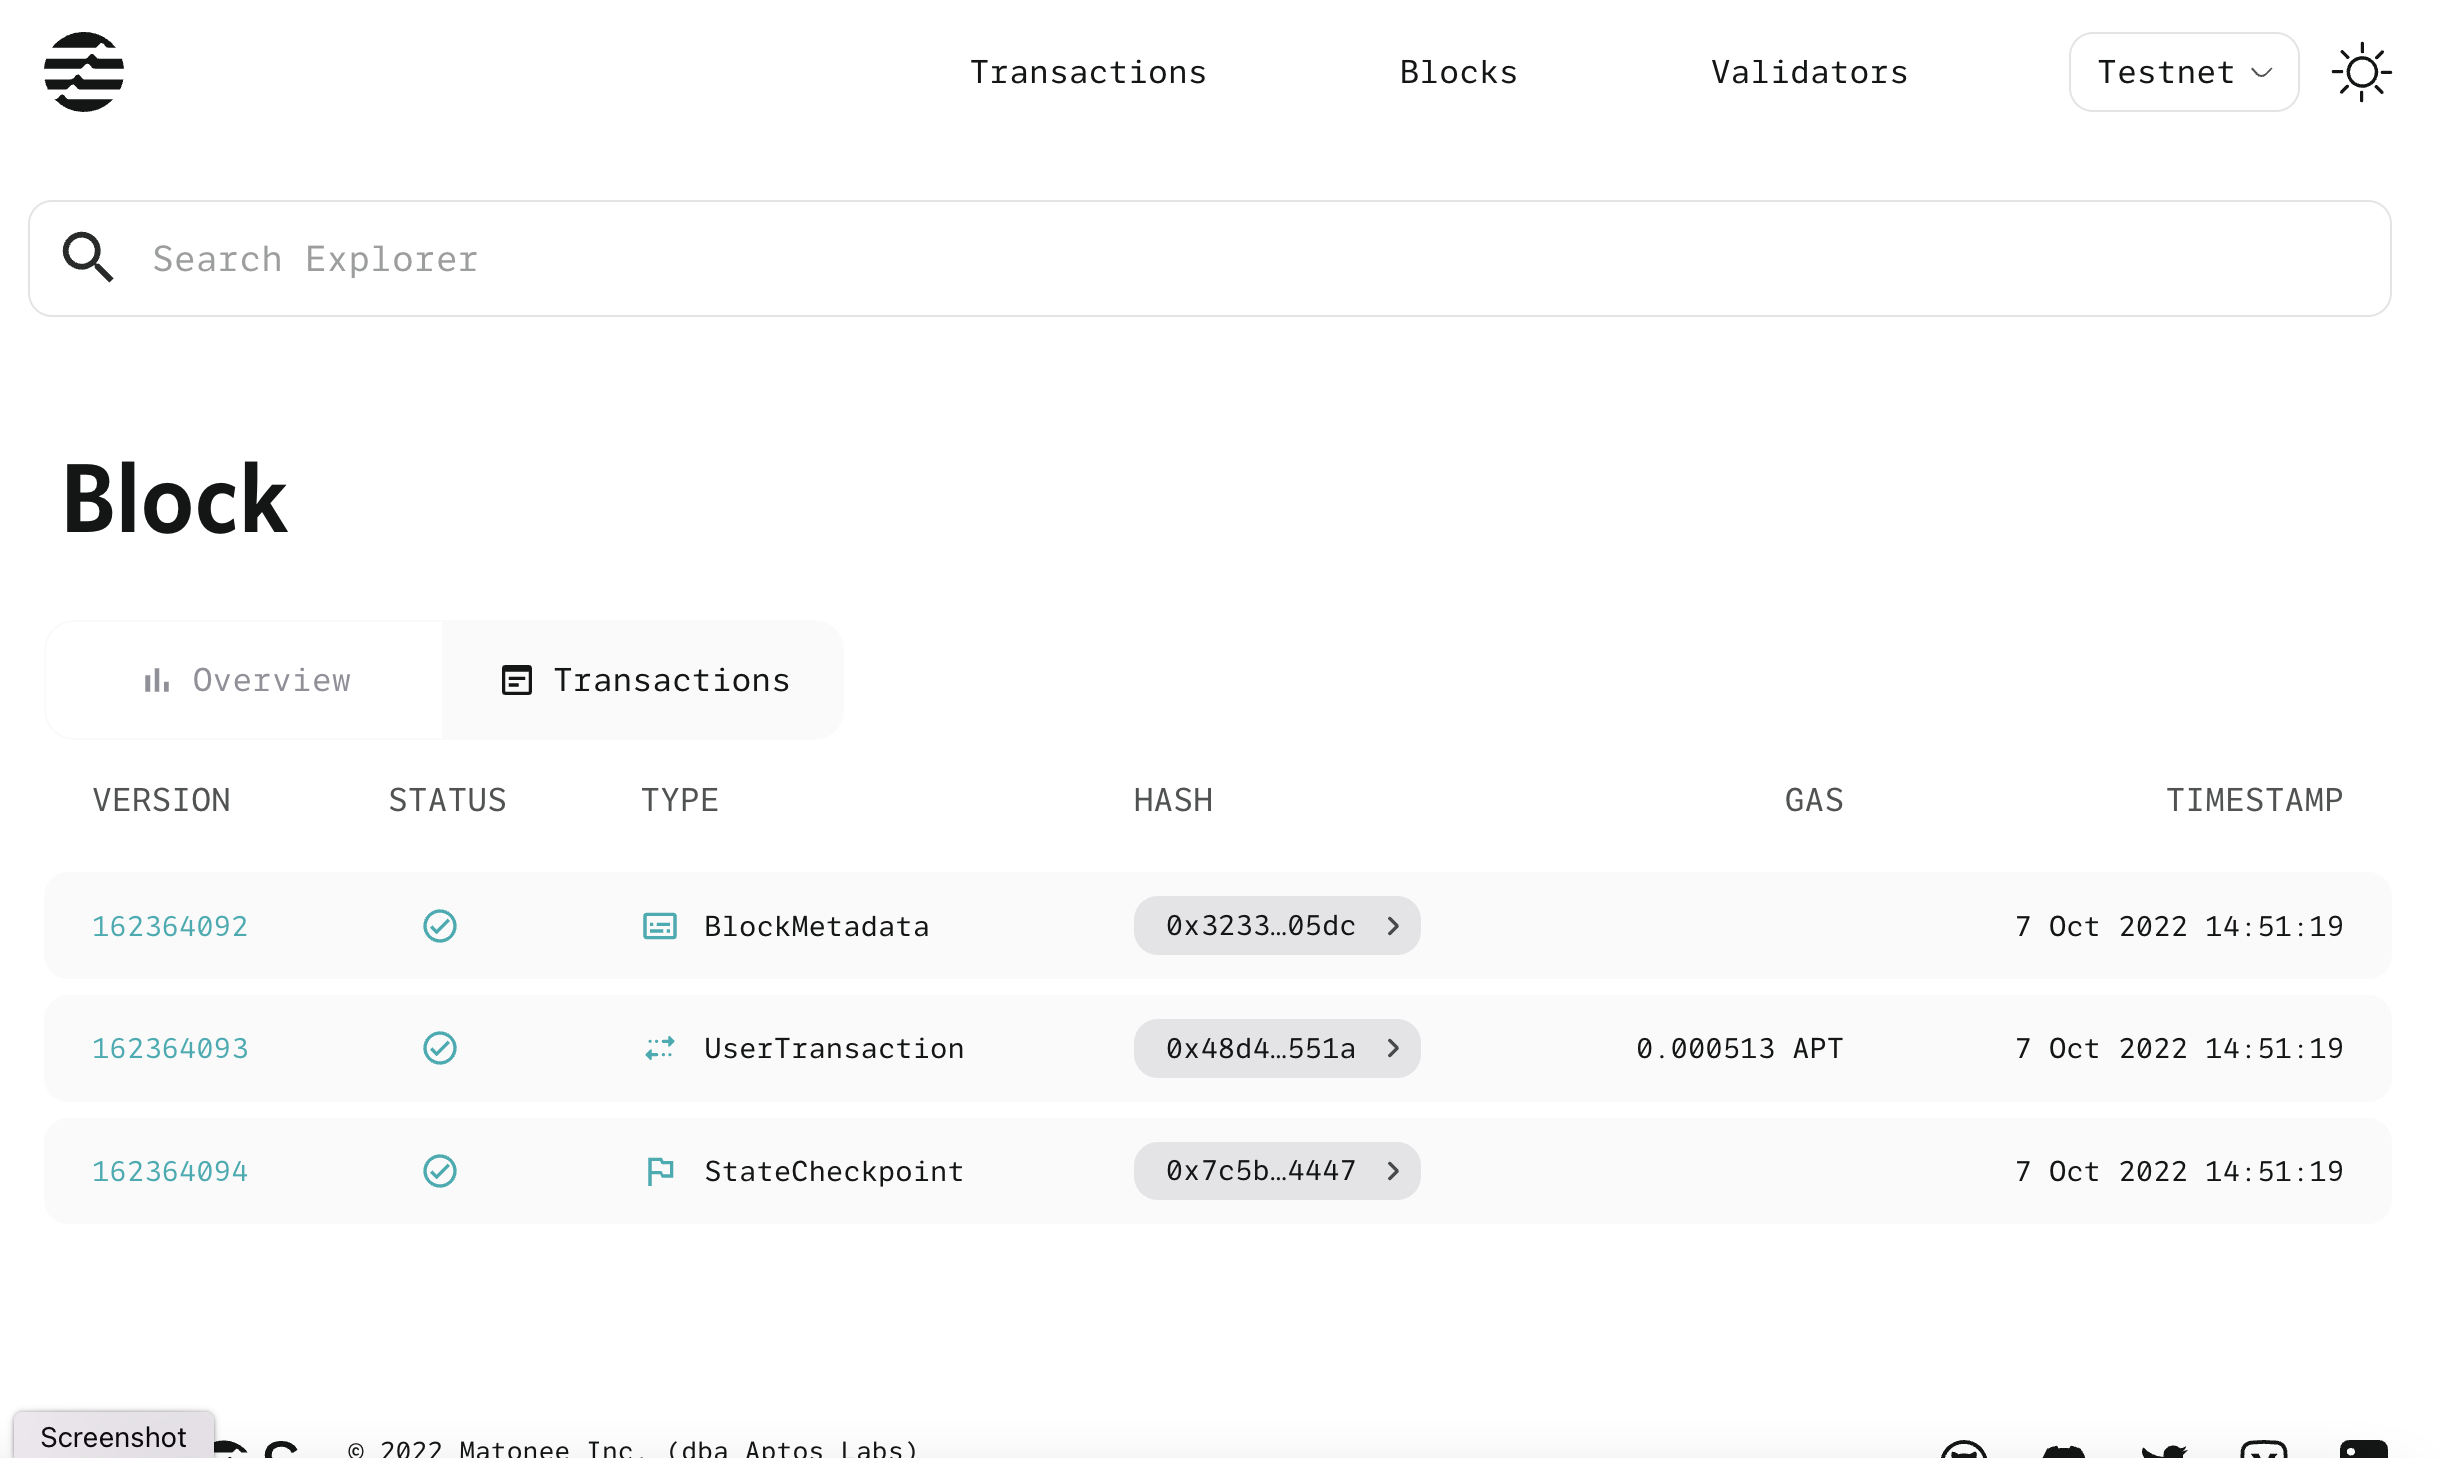 Transactions Blocks Validators Testnet
Search Explorer
Block
Overview Transactions
VERSION STATUS TYPE HASH GAS TIMESTAMP
162364092 BlockMetadata 0x3233…05dc 7 Oct 2022 14:51:19
162364093 UserTransaction 0x48d4…551a 0.000513 APT 7 Oct 2022 14:51:19
162364094 StateCheckpoint 0x7c5b…4447 7 Oct 2022 14:51:19
Screenshot
© 2022 Matonee Inc. (dba Aptos Labs)